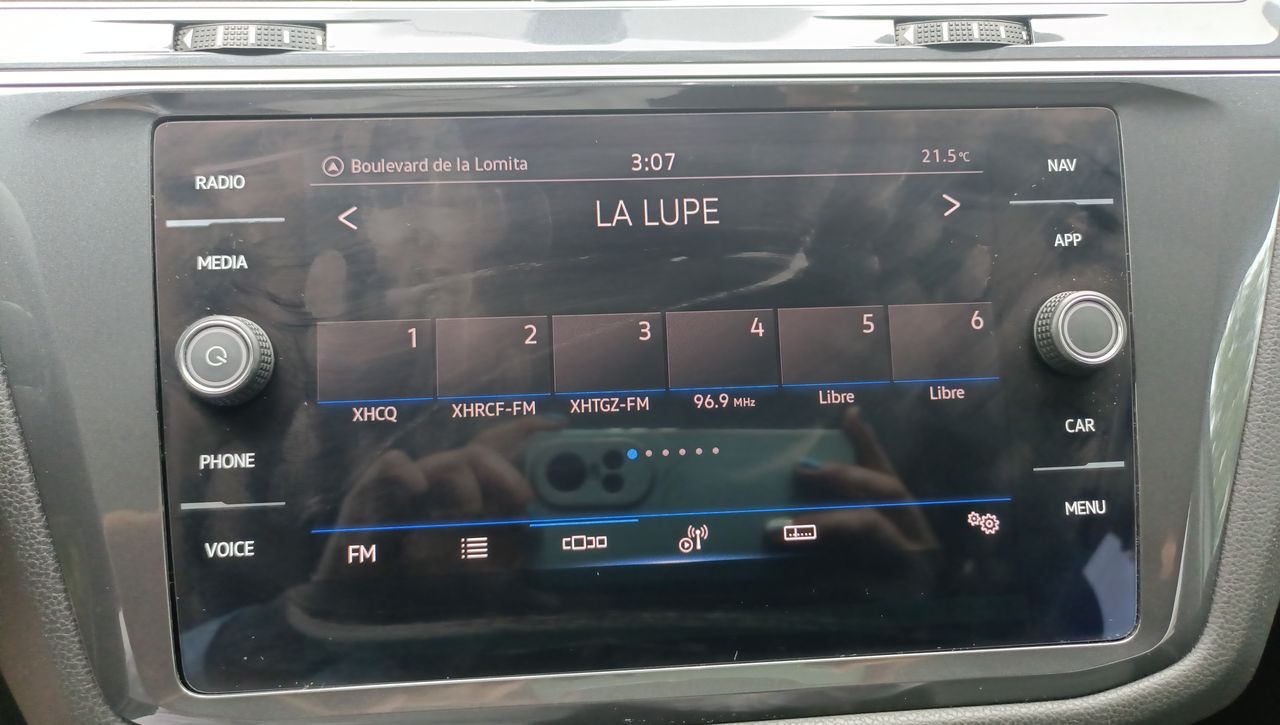 RADIO
MEDIA
PHONE
VOICE
Boulevard de la Lomita 3:07 21.5°C
< LA LUPE >
1 2 3 4 5 6
XHCQ XHRCF-FM XHTGZ-FM 96.9 MHz Libre Libre
FM
NAV
APP
CAR
MENU